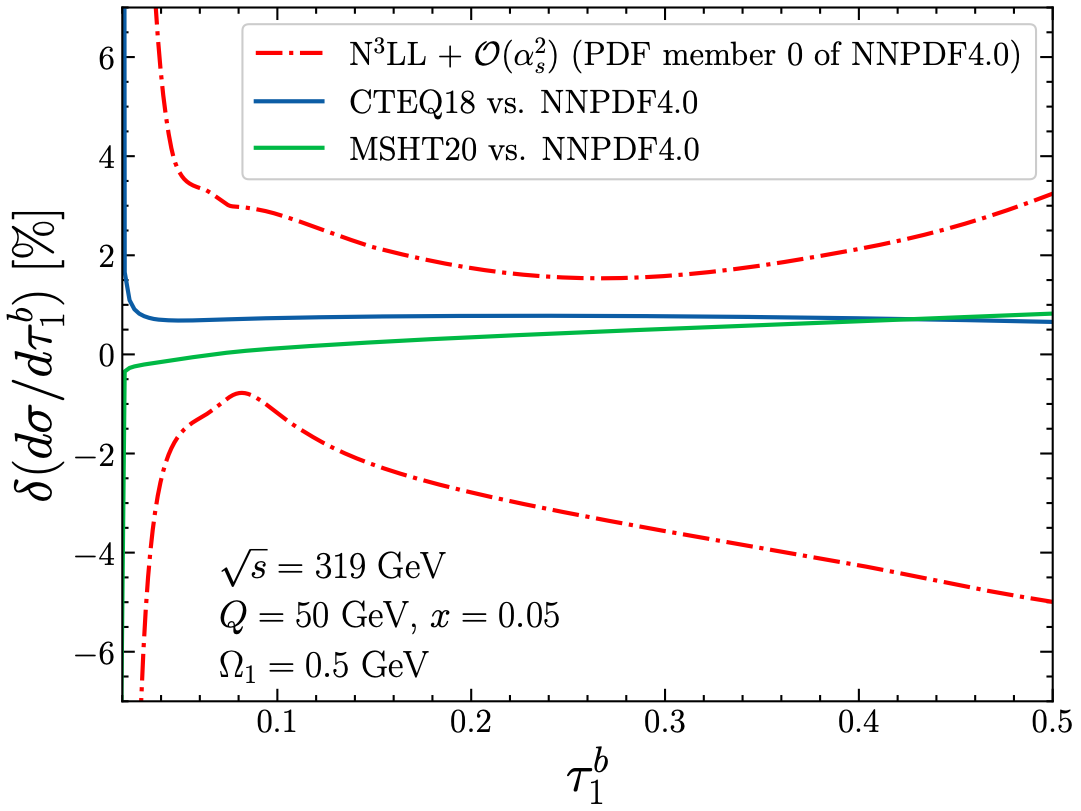 N³LL + 𝒪(α_s²) (PDF member 0 of NNPDF4.0)
CTEQ18 vs. NNPDF4.0
MSHT20 vs. NNPDF4.0
δ(dσ/dτ₁ᵇ) [%]
6
4
2
0
−2
−4
−6
√s = 319 GeV
Q = 50 GeV, x = 0.05
Ω₁ = 0.5 GeV
0.1 0.2 0.3 0.4 0.5
τ₁ᵇ